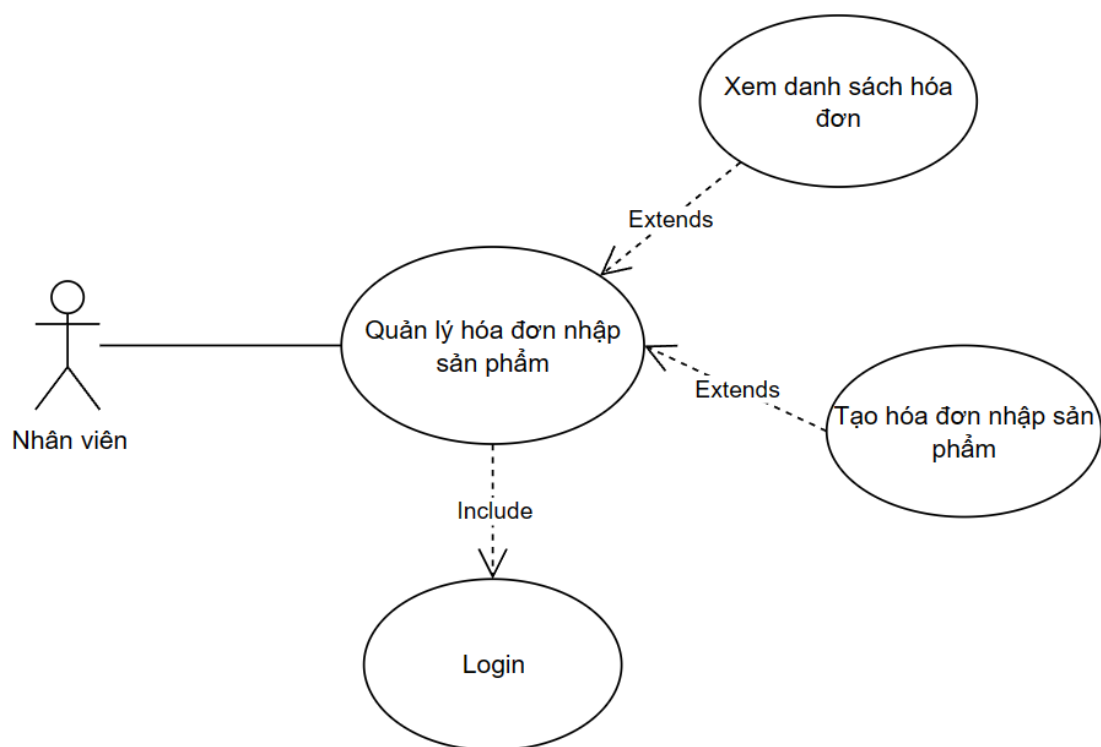 Xem danh sách hóa
đơn
Extends
Quản lý hóa đơn nhập
sản phẩm
Extends
Tạo hóa đơn nhập sản
phẩm
Nhân viên
Include
Login